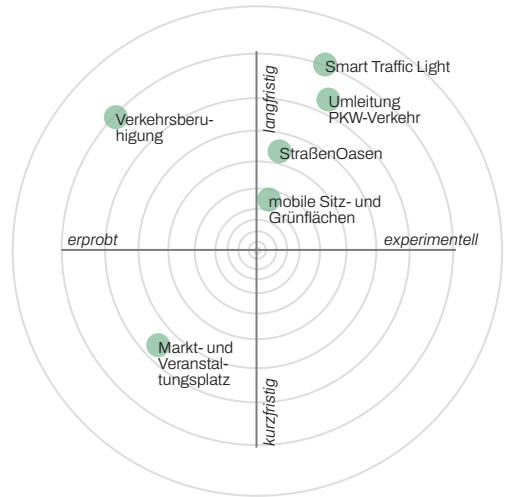 Smart Traffic Light
langfristig
Umleitung
PKW-Verkehr
Verkehrsberu-
higung
StraßenOasen
mobile Sitz- und
Grünflächen
erprobt
experimentell
Markt- und
Veranstal-
tungsplatz
kurzfristig